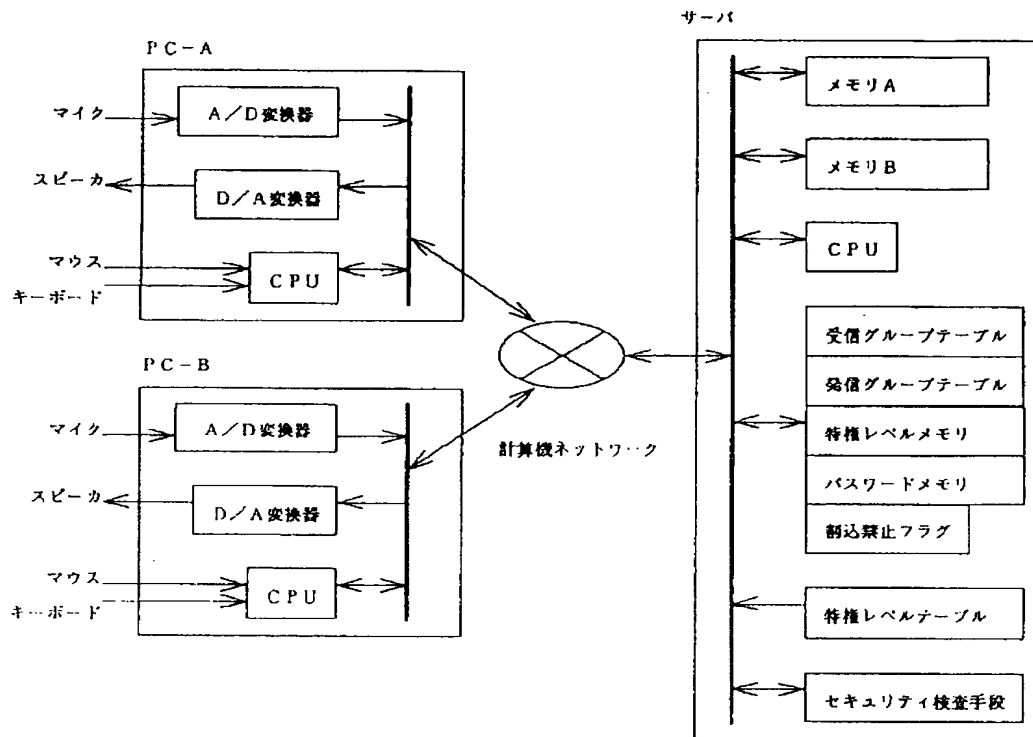 サーバ
PC-A
マイク
A/D変換器
スピーカ
D/A変換器
マウス
キーボード
CPU
PC-B
マイク
A/D変換器
スピーカ
D/A変換器
マウス
キーボード
CPU
計算機ネットワーク
メモリA
メモリB
CPU
受信グループテーブル
発信グループテーブル
特権レベルメモリ
パスワードメモリ
割込禁止フラグ
特権レベルテーブル
セキュリティ検査手段